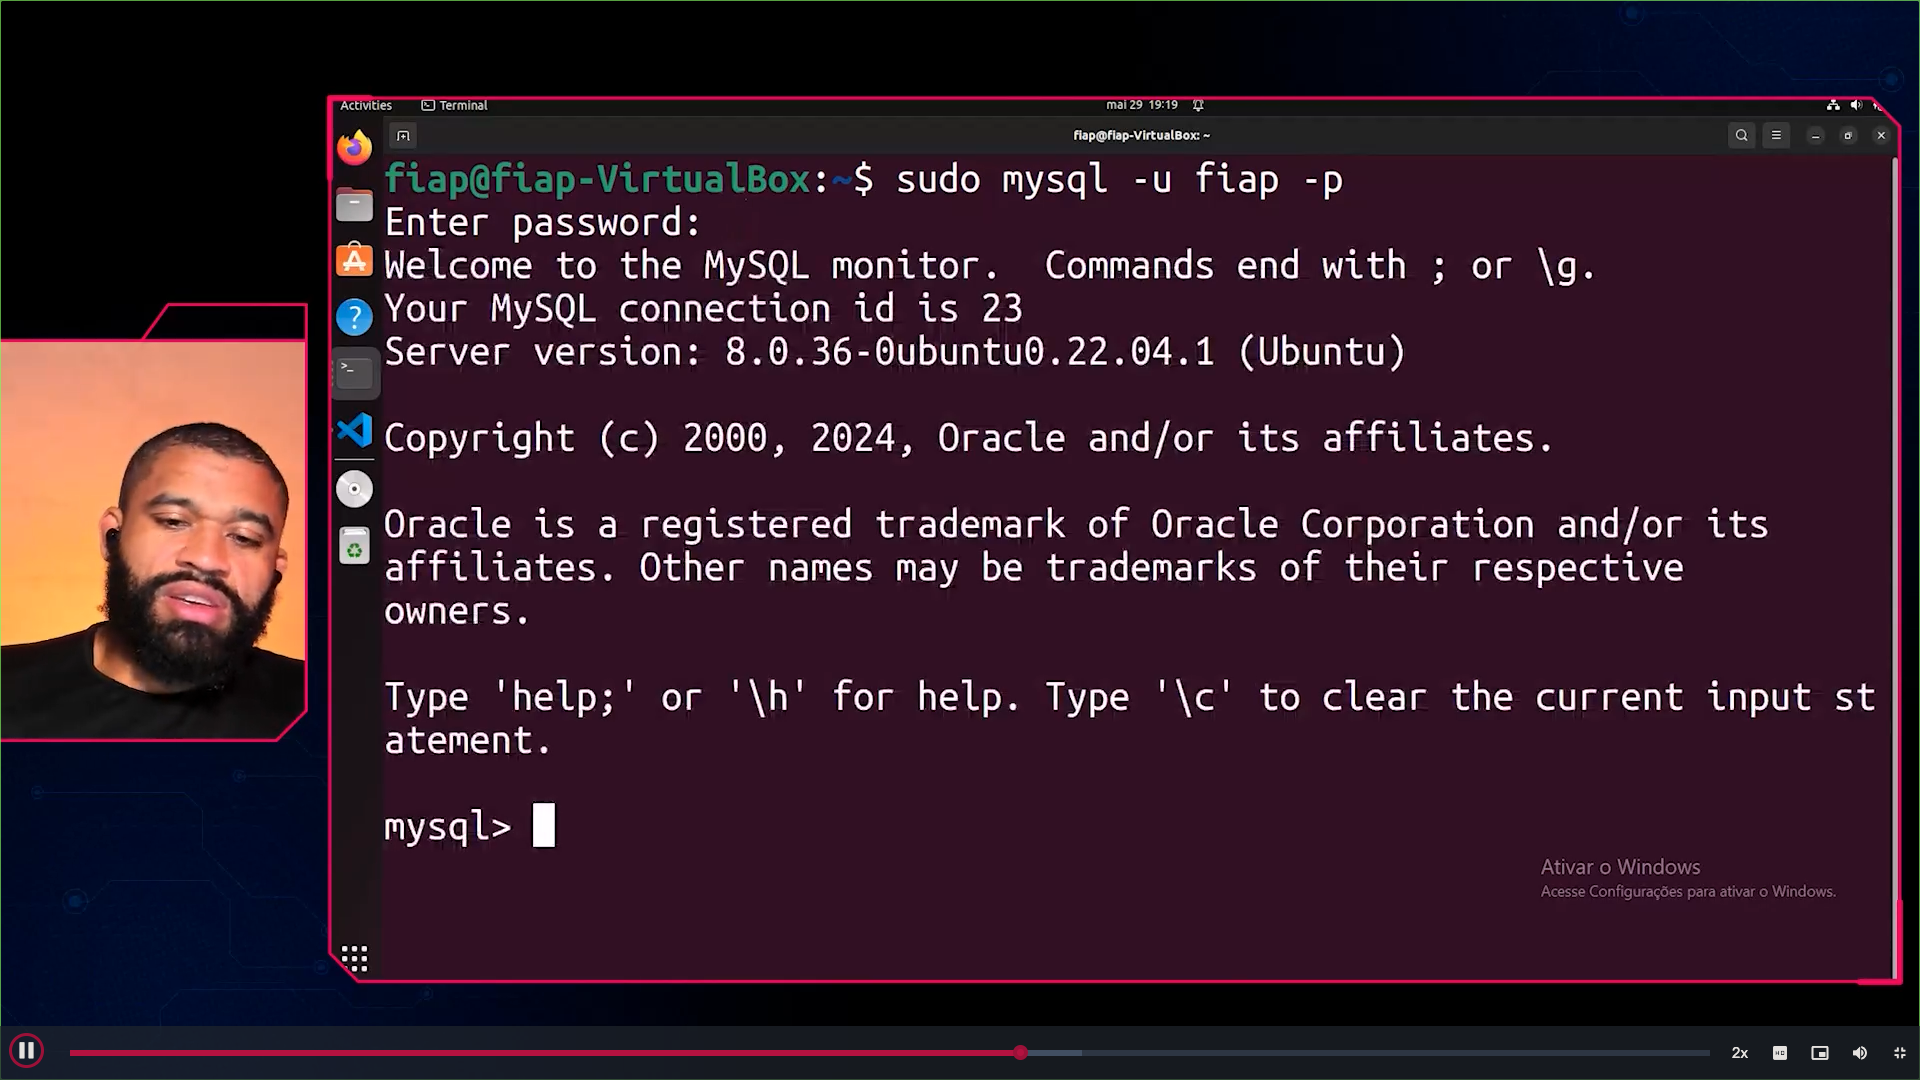 Activities
Terminal
mai 29 19:19
fiap@fiap-VirtualBox: ~
fiap@fiap-VirtualBox:~$ sudo mysql -u fiap -p
Enter password:
Welcome to the MySQL monitor.  Commands end with ; or \g.
Your MySQL connection id is 23
Server version: 8.0.36-0ubuntu0.22.04.1 (Ubuntu)
Copyright (c) 2000, 2024, Oracle and/or its affiliates.
Oracle is a registered trademark of Oracle Corporation and/or its
affiliates. Other names may be trademarks of their respective
owners.
Type 'help;' or '\h' for help. Type '\c' to clear the current input st
atement.
mysql>
Ativar o Windows
Acesse Configurações para ativar o Windows.
2x
HD